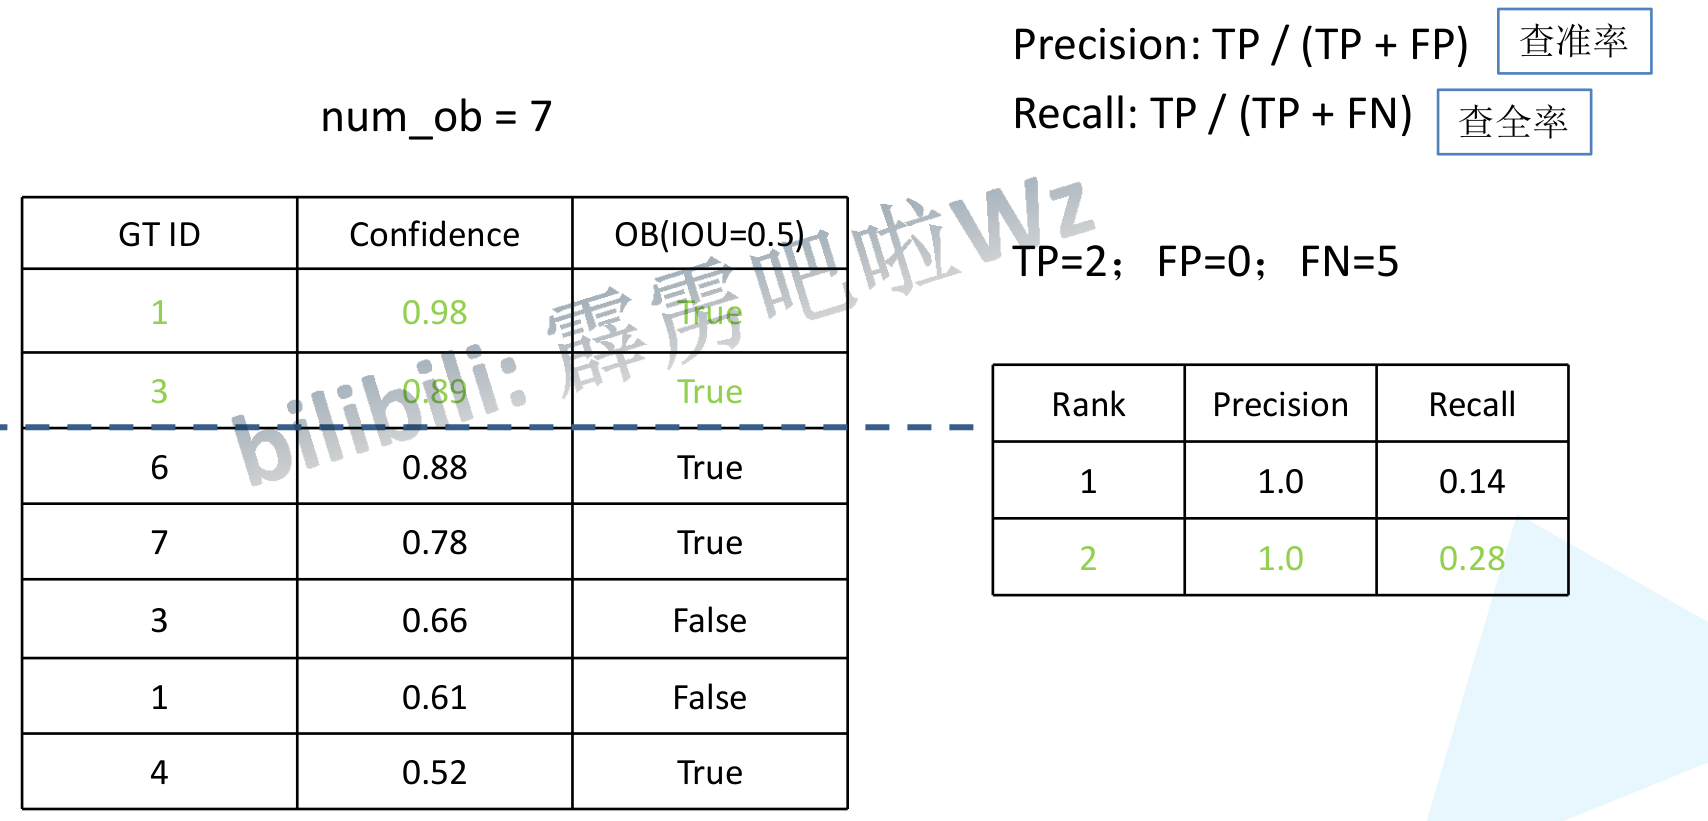 Precision: TP / (TP + FP) 查准率
Recall: TP / (TP + FN) 查全率
num_ob = 7
GT ID Confidence OB(IOU=0.5)
1 0.98 True
3 0.89 True
6 0.88 True
7 0.78 True
3 0.66 False
1 0.61 False
4 0.52 True
TP=2； FP=0； FN=5
Rank Precision Recall
1 1.0 0.14
2 1.0 0.28
bilibili: 霹雳吧啦Wz